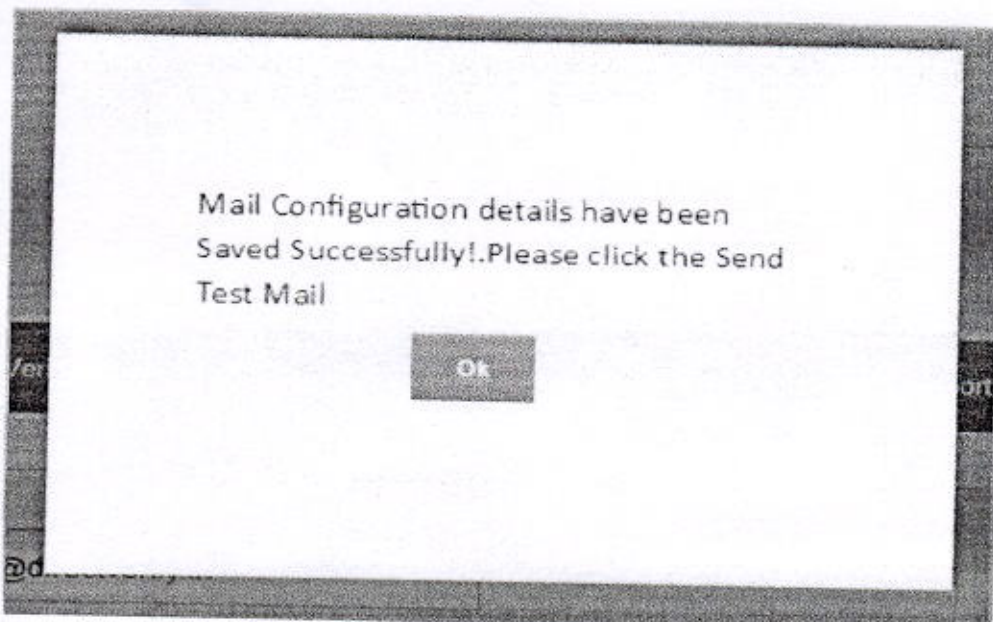 Mail Configuration details have been
Saved Successfully!.Please click the Send
Test Mail
Ok